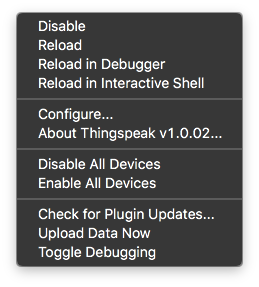 Disable
Reload
Reload in Debugger
Reload in Interactive Shell
Configure...
About Thingspeak v1.0.02...
Disable All Devices
Enable All Devices
Check for Plugin Updates...
Upload Data Now
Toggle Debugging